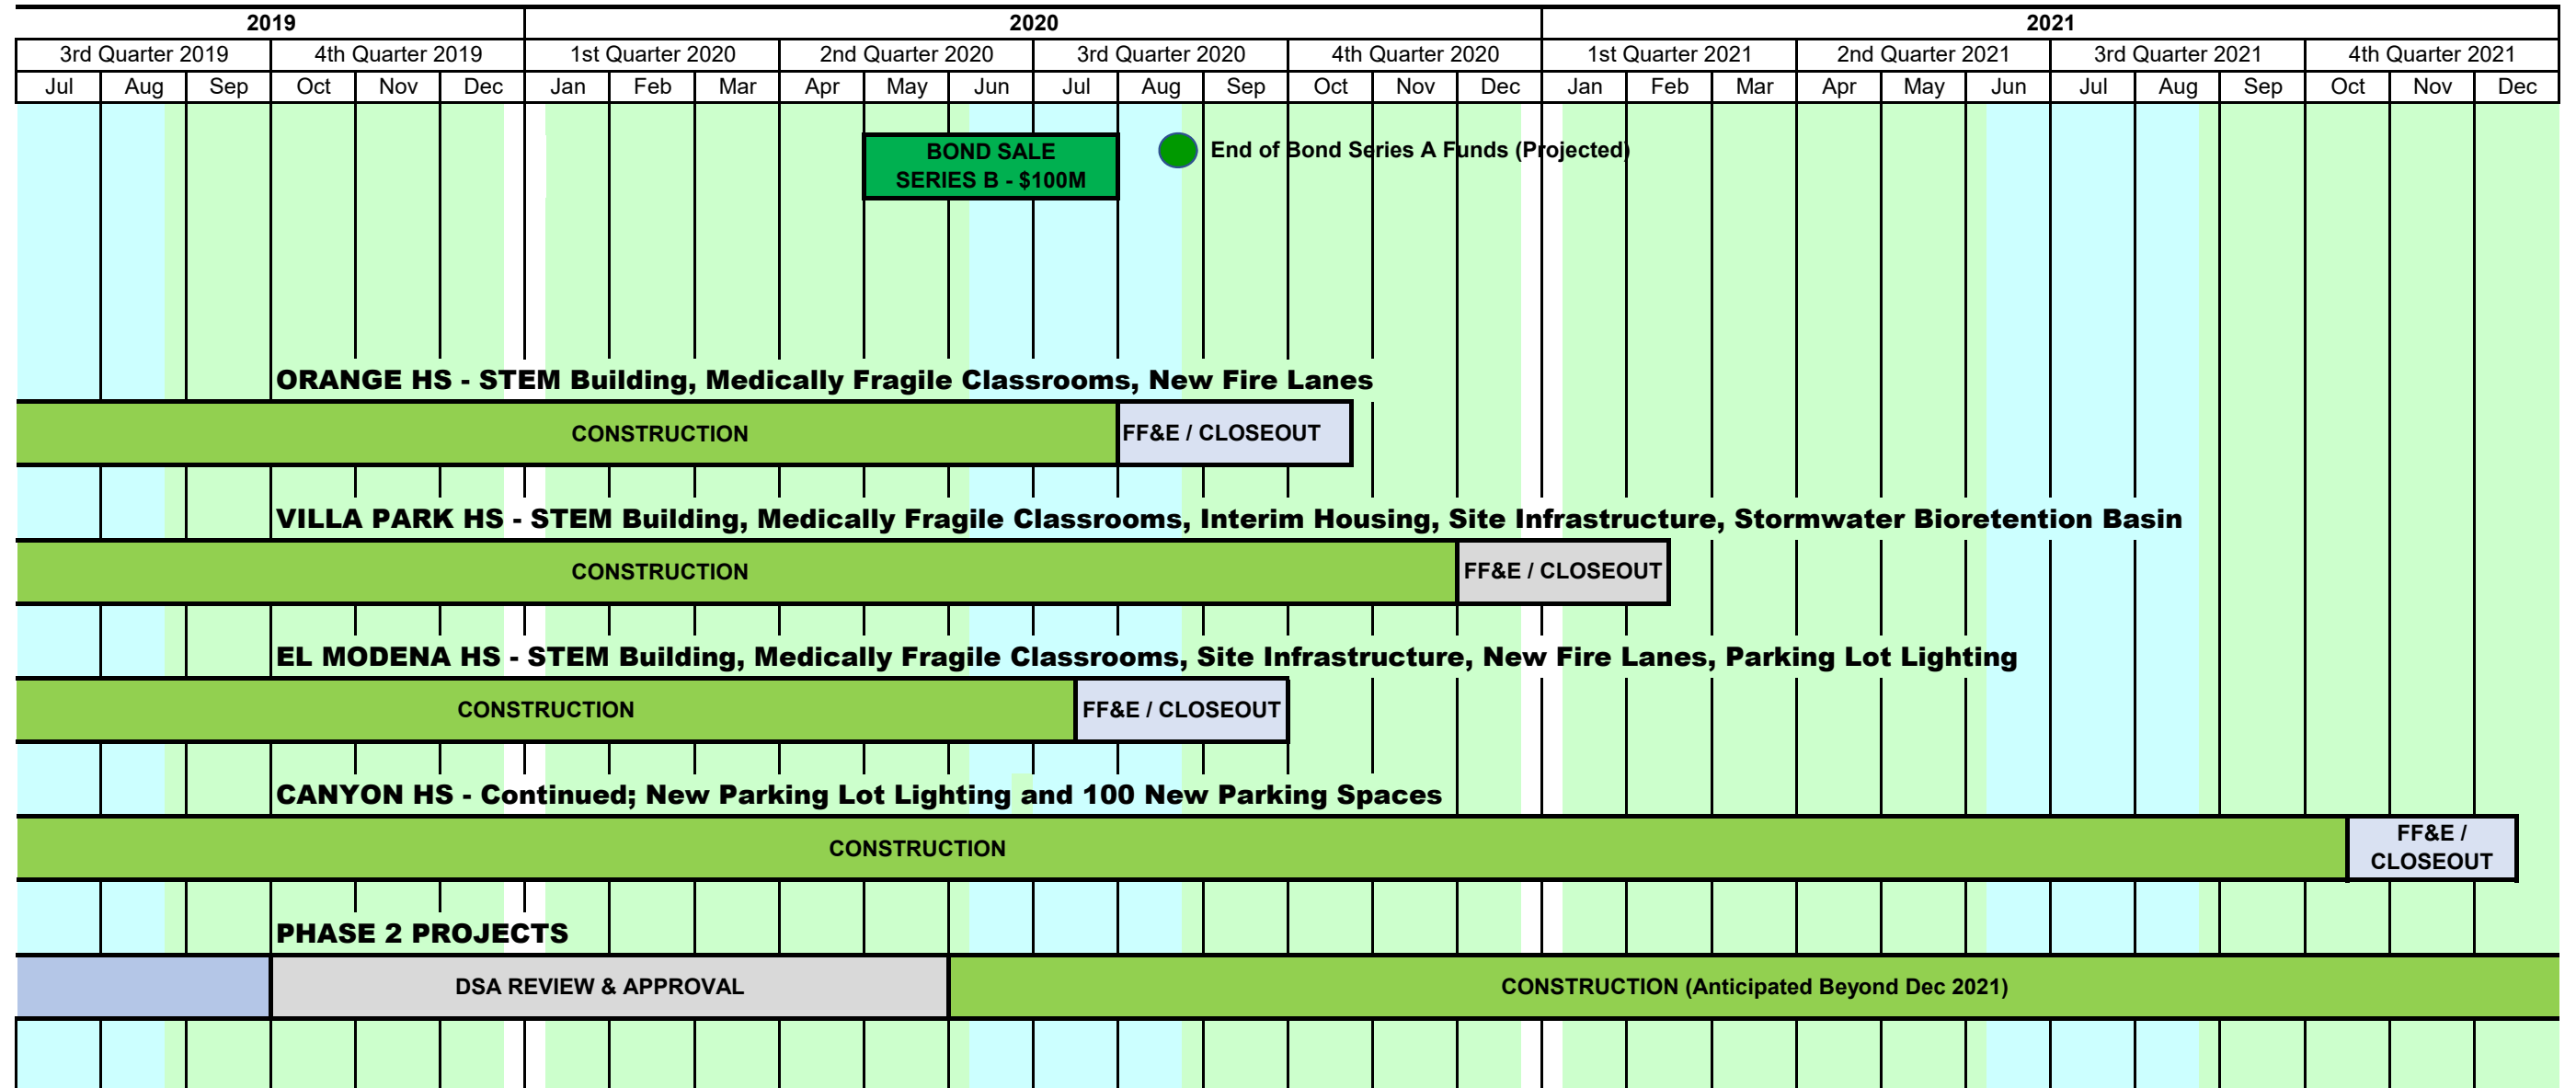 2019 2020 2021
3rd Quarter 2019 4th Quarter 2019 1st Quarter 2020 2nd Quarter 2020 3rd Quarter 2020 4th Quarter 2020 1st Quarter 2021 2nd Quarter 2021 3rd Quarter 2021 4th Quarter 2021
Jul Aug Sep Oct Nov Dec Jan Feb Mar Apr May Jun Jul Aug Sep Oct Nov Dec Jan Feb Mar Apr May Jun Jul Aug Sep Oct Nov Dec
BOND SALE
SERIES B - $100M
End of Bond Series A Funds (Projected)
ORANGE HS - STEM Building, Medically Fragile Classrooms, New Fire Lanes
CONSTRUCTION FF&E / CLOSEOUT
VILLA PARK HS - STEM Building, Medically Fragile Classrooms, Interim Housing, Site Infrastructure, Stormwater Bioretention Basin
CONSTRUCTION FF&E / CLOSEOUT
EL MODENA HS - STEM Building, Medically Fragile Classrooms, Site Infrastructure, New Fire Lanes, Parking Lot Lighting
CONSTRUCTION FF&E / CLOSEOUT
CANYON HS - Continued; New Parking Lot Lighting and 100 New Parking Spaces
CONSTRUCTION
FF&E /
CLOSEOUT
PHASE 2 PROJECTS
DSA REVIEW & APPROVAL CONSTRUCTION (Anticipated Beyond Dec 2021)